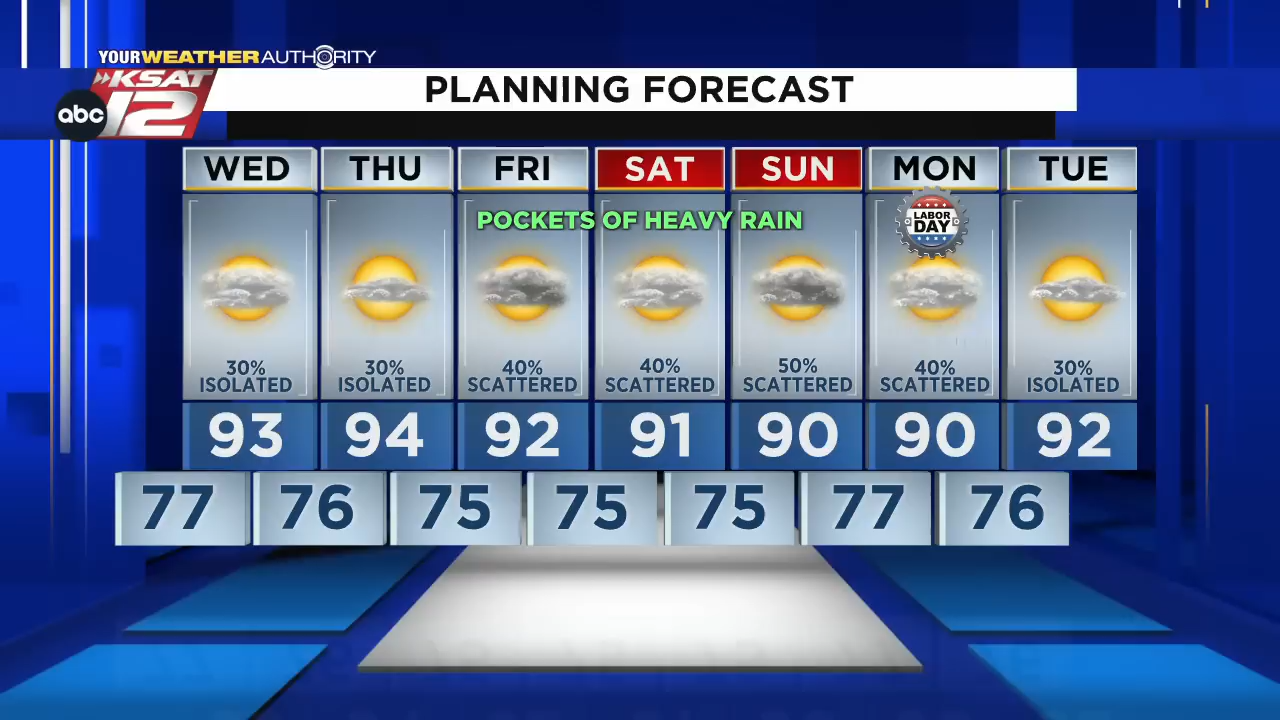 YOURWEATHERAUTHORITY
KSAT
abc 12
PLANNING FORECAST
WED THU FRI SAT SUN MON TUE
POCKETS OF HEAVY RAIN
LABOR
DAY
30% 30% 40% 40% 50% 40% 30%
ISOLATED ISOLATED SCATTERED SCATTERED SCATTERED SCATTERED ISOLATED
93 94 92 91 90 90 92
77 76 75 75 75 77 76